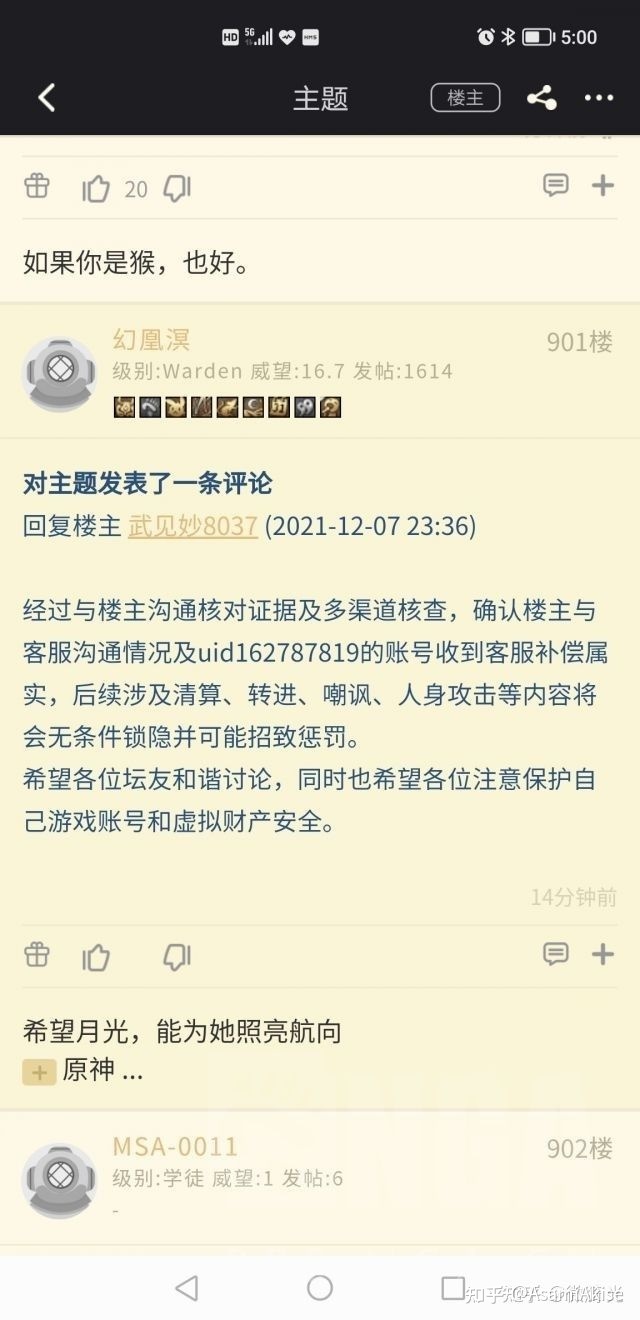 HD 5G HMS 5:00
主题 楼主
20
如果你是猴，也好。
幻凰溟 901楼
级别:Warden 威望:16.7 发帖:1614
对主题发表了一条评论
回复楼主 武见妙8037 (2021-12-07 23:36)
经过与楼主沟通核对证据及多渠道核查，确认楼主与
客服沟通情况及uid162787819的账号收到客服补偿属
实，后续涉及清算、转进、嘲讽、人身攻击等内容将
会无条件锁隐并可能招致惩罚。
希望各位坛友和谐讨论，同时也希望各位注意保护自
己游戏账号和虚拟财产安全。
14分钟前
希望月光，能为她照亮航向
+ 原神 ...
MSA-0011 902楼
级别:学徒 威望:1 发帖:6
-
知乎